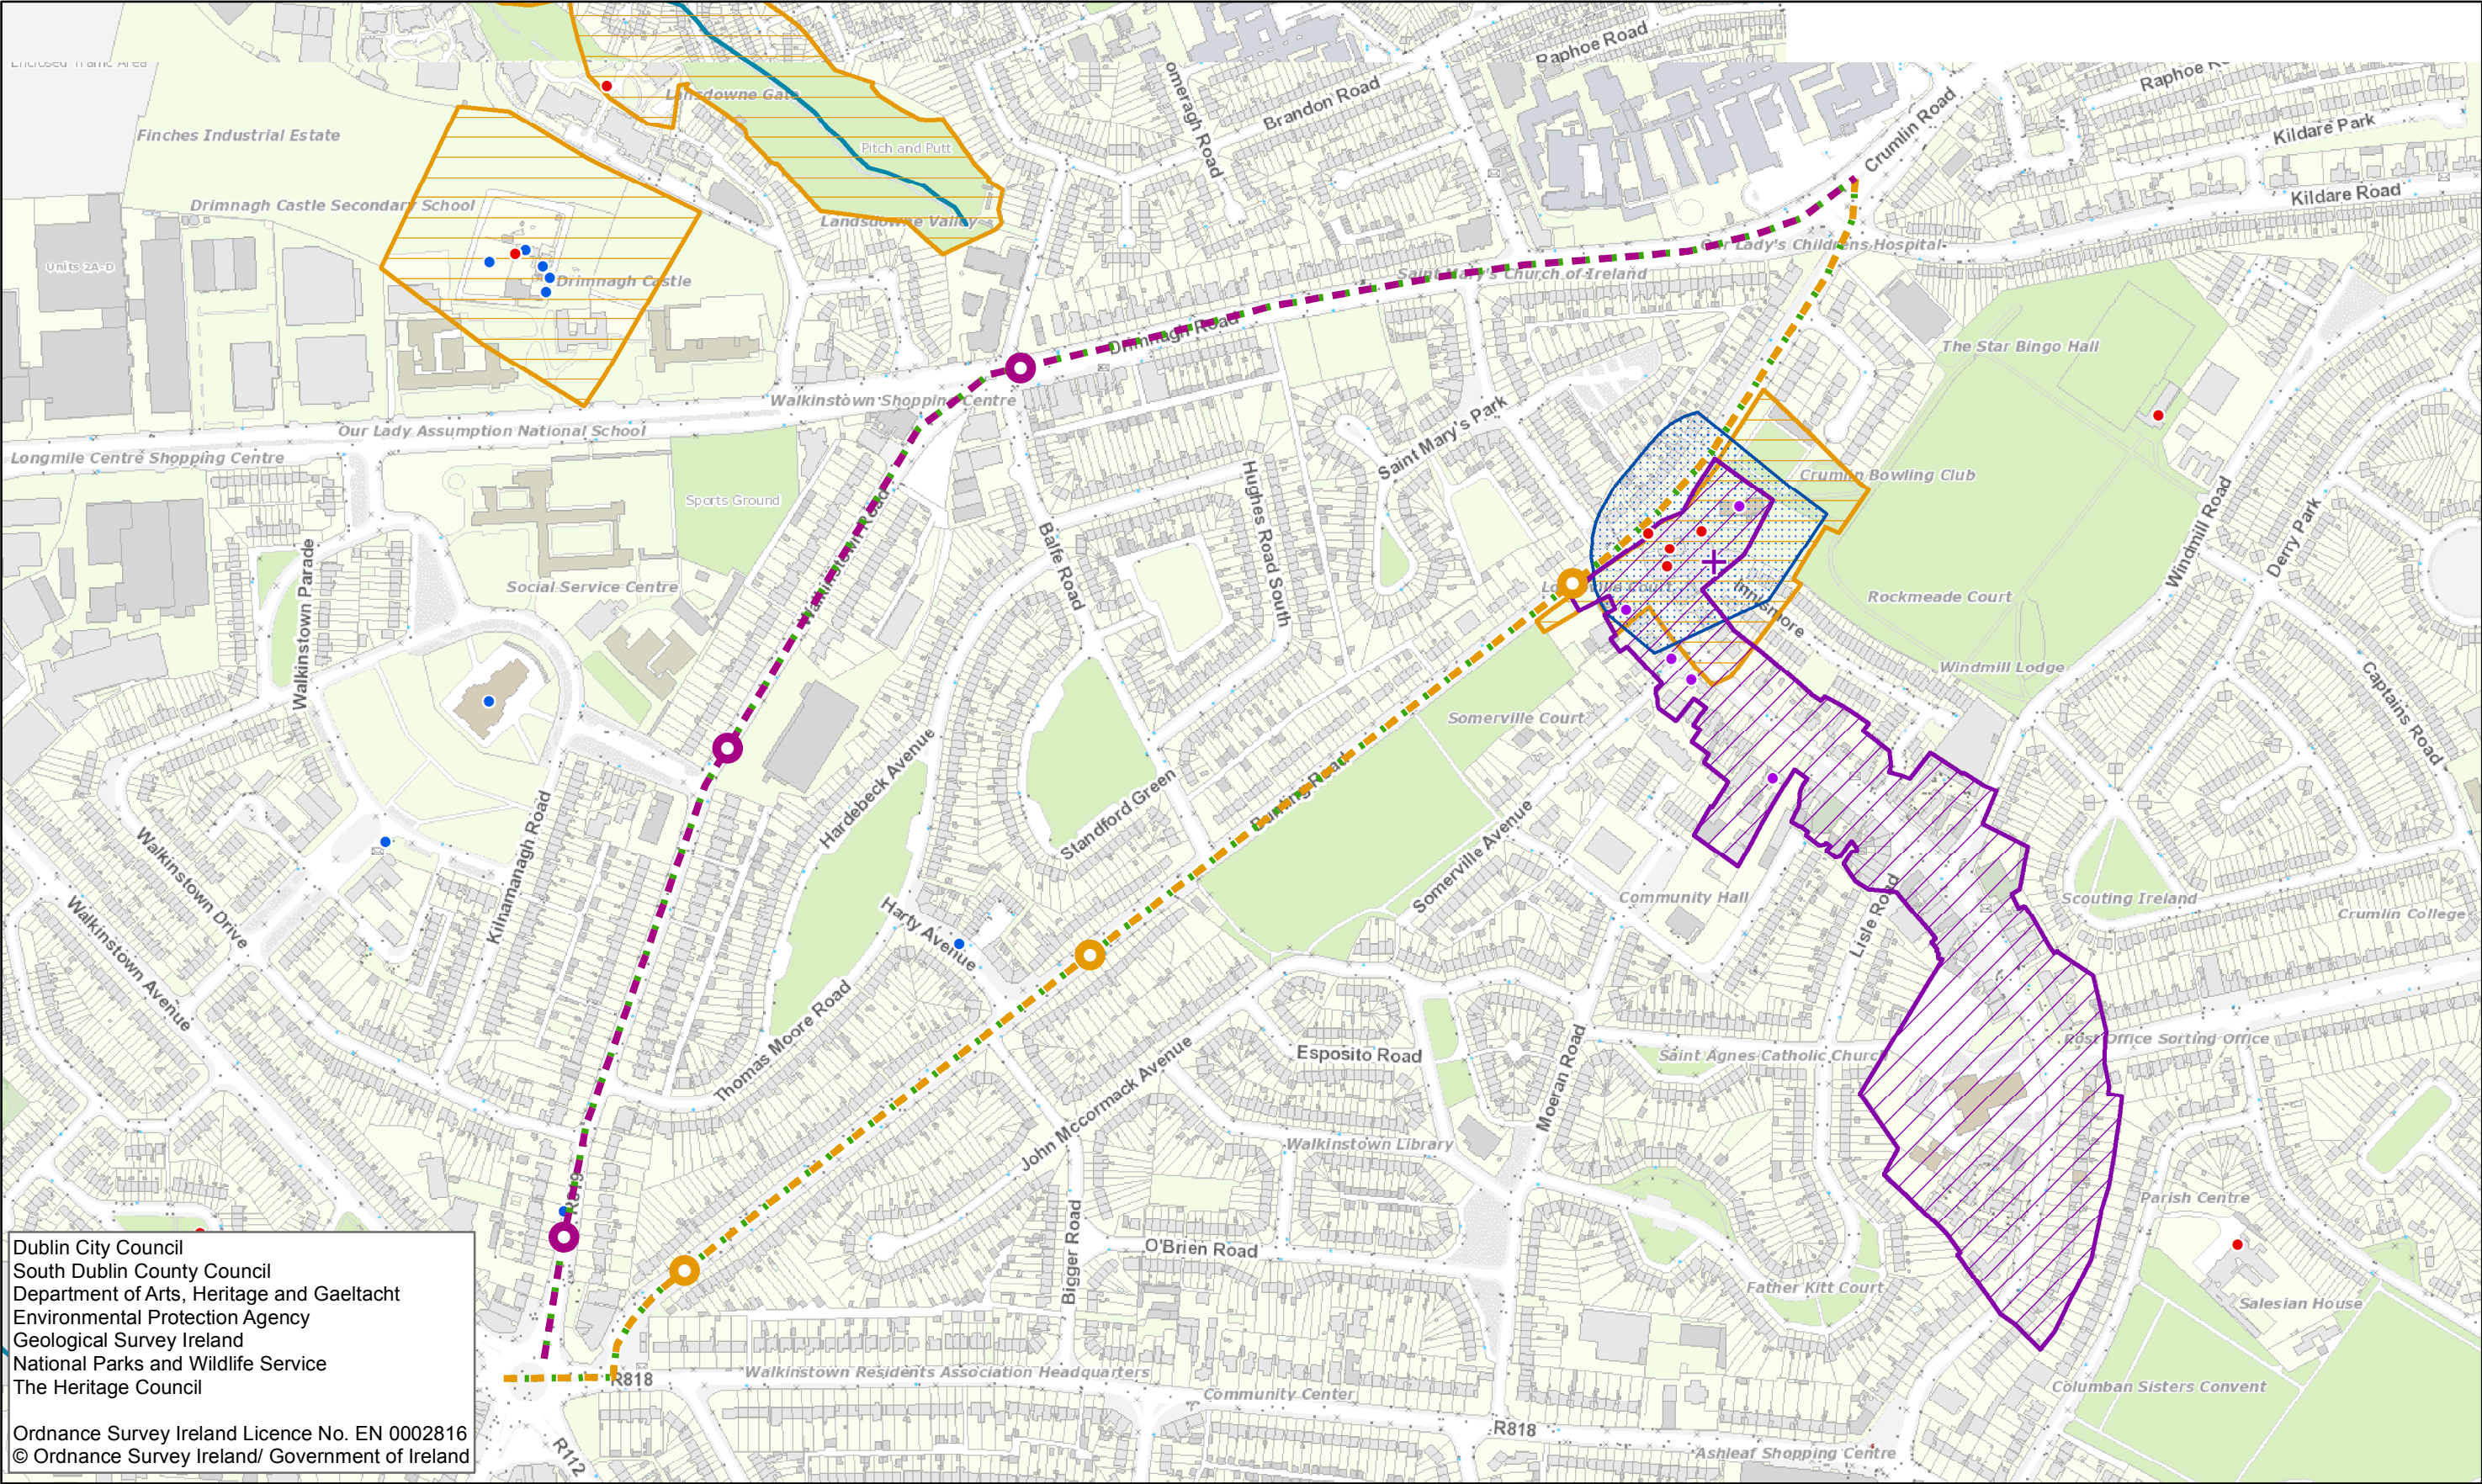 Raphoe Road
Enclosed Traffic Area
Lansdowne Gate
Brandon Road
omeragh Road
Crumlin Road
Kildare Park
Finches Industrial Estate
Pitch and Putt
Kildare Road
Drimnagh Castle Secondary School
Landsdowne Valley
Our Lady's Childrens Hospital
Units 2A-D
Drimnagh Castle
Saint Mary's Church of Ireland
Drimnagh Road
The Star Bingo Hall
Walkinstown Shopping Centre
Our Lady Assumption National School
Saint Mary's Park
Longmile Centre Shopping Centre
Crumlin Bowling Club
Sports Ground
Hughes Road South
Windmill Road
Derry Park
Walkinstown Road
Balfe Road
Walkinstown Parade
Social Service Centre
Innismore
Rockmeade Court
Windmill Lodge
Captains Road
Somerville Court
Hardebeck Avenue
Standford Green
Bunting Road
Somerville Avenue
Walkinstown Drive
Kilnamanagh Road
Community Hall
Lisle Road
Scouting Ireland
Crumlin College
Walkinstown Avenue
Harty Avenue
Thomas Moore Road
Esposito Road
Saint Agnes Catholic Church
Post Office Sorting Office
John Mccormack Avenue
Moeran Road
Walkinstown Library
Parish Centre
Bigger Road
O'Brien Road
Father Kitt Court
Salesian House
R818
Walkinstown Residents Association Headquarters
Community Center
Columban Sisters Convent
R112
R818
Ashleaf Shopping Centre
Dublin City Council
South Dublin County Council
Department of Arts, Heritage and Gaeltacht
Environmental Protection Agency
Geological Survey Ireland
National Parks and Wildlife Service
The Heritage Council
Ordnance Survey Ireland Licence No. EN 0002816
© Ordnance Survey Ireland/ Government of Ireland